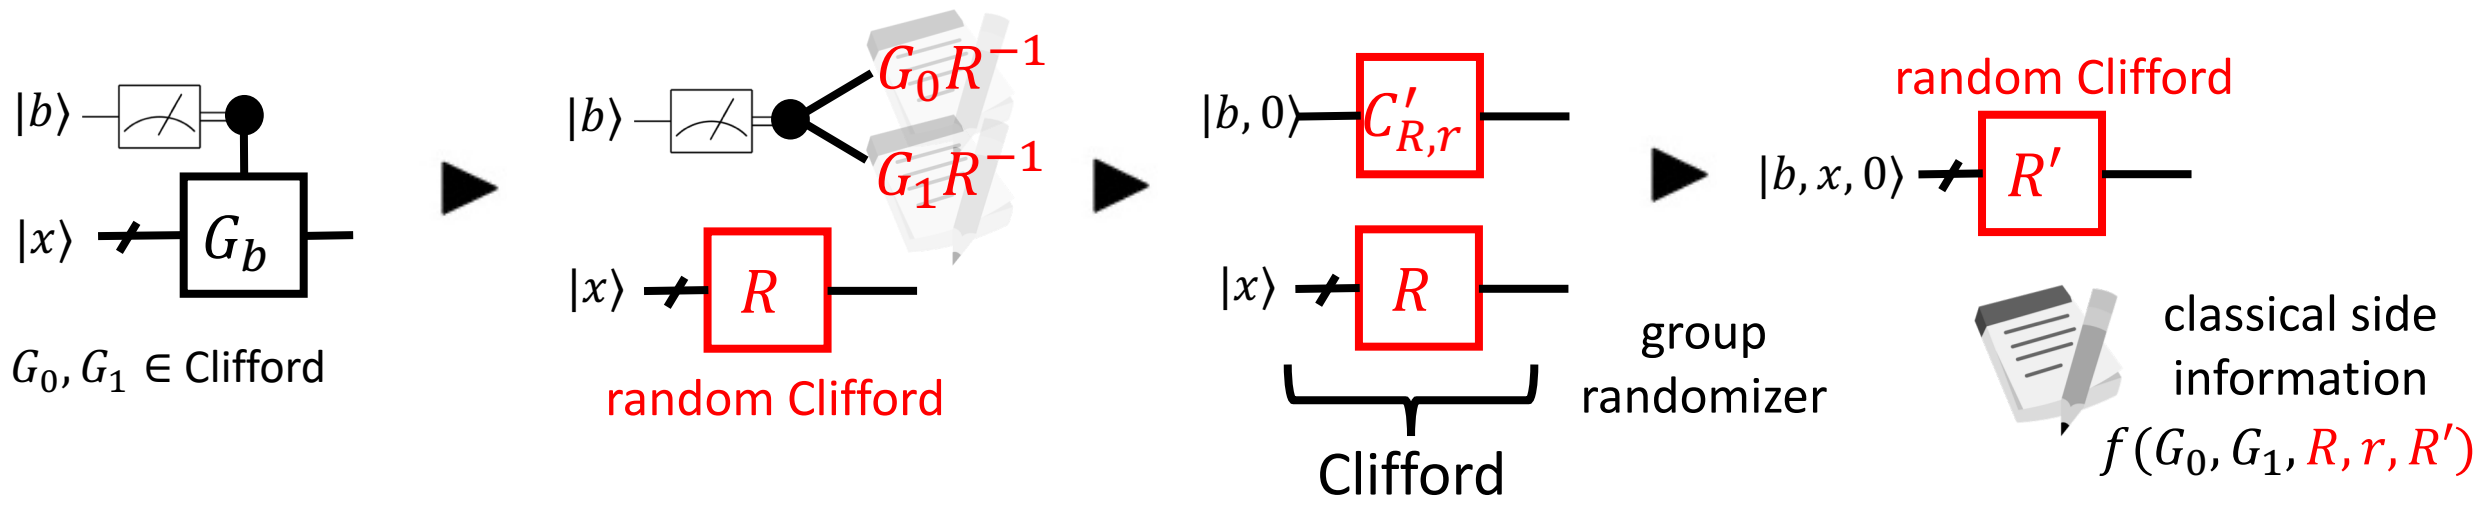 |b⟩
G_b
|x⟩
G_0, G_1 ∈ Clifford
|b⟩
G_0R^{-1}
G_1R^{-1}
|x⟩
R
random Clifford
|b, 0⟩
C'_{R,r}
|x⟩
R
group
randomizer
Clifford
random Clifford
|b, x, 0⟩
R'
classical side
information
f(G_0, G_1, R, r, R')